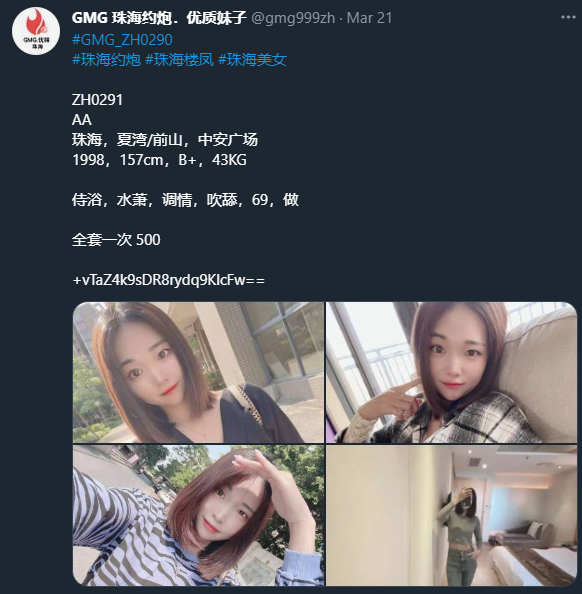 GMG 珠海约炮．优质妹子 @gmg999zh · Mar 21
#GMG_ZH0290
#珠海约炮 #珠海楼凤 #珠海美女
ZH0291
AA
珠海，夏湾/前山，中安广场
1998，157cm，B+，43KG
侍浴，水萧，调情，吹舔，69，做
全套一次 500
+vTaZ4k9sDR8rydq9KIcFw==
GMG.优妹
珠海